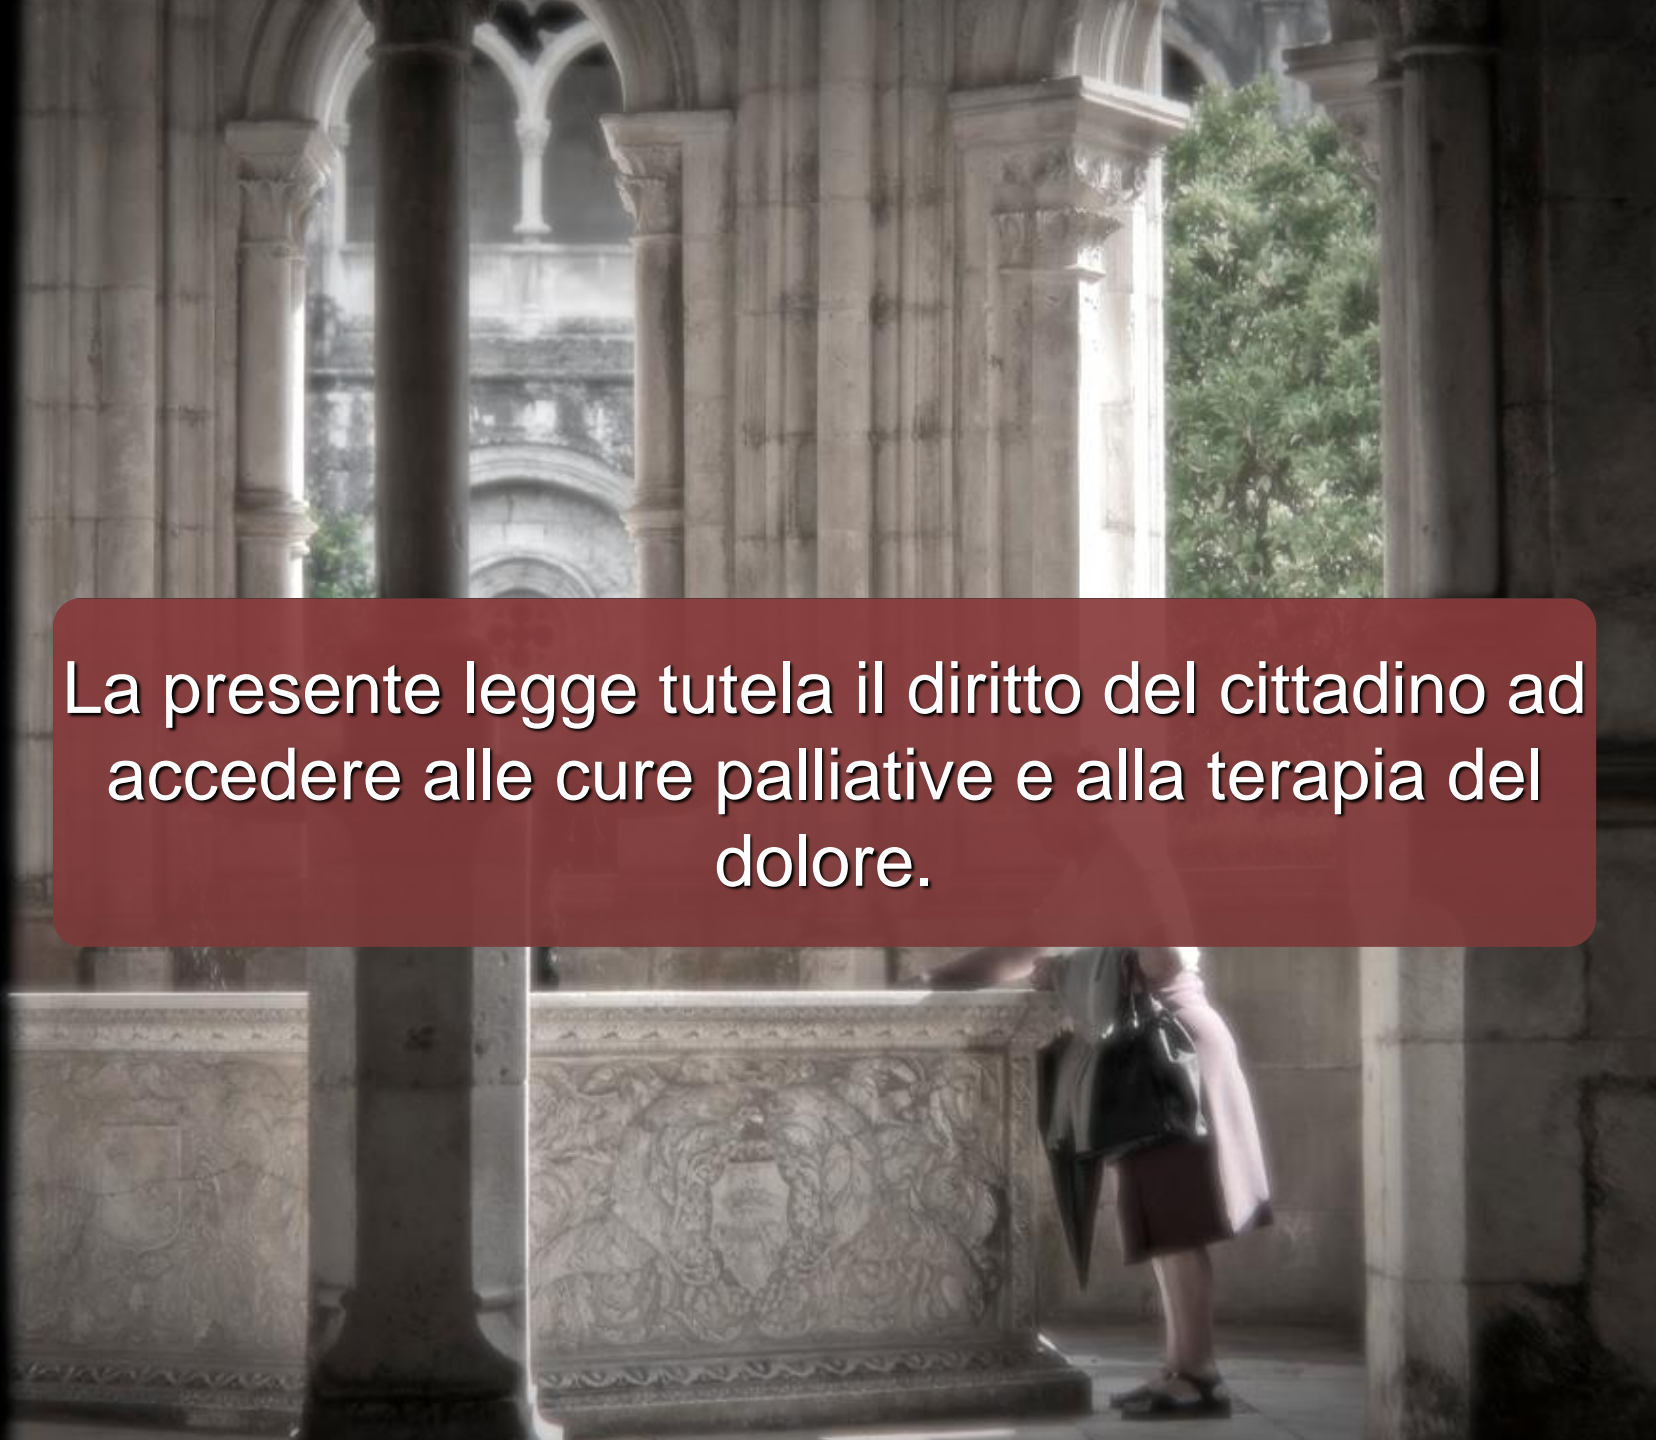 La presente legge tutela il diritto del cittadino ad
accedere alle cure palliative e alla terapia del
dolore.